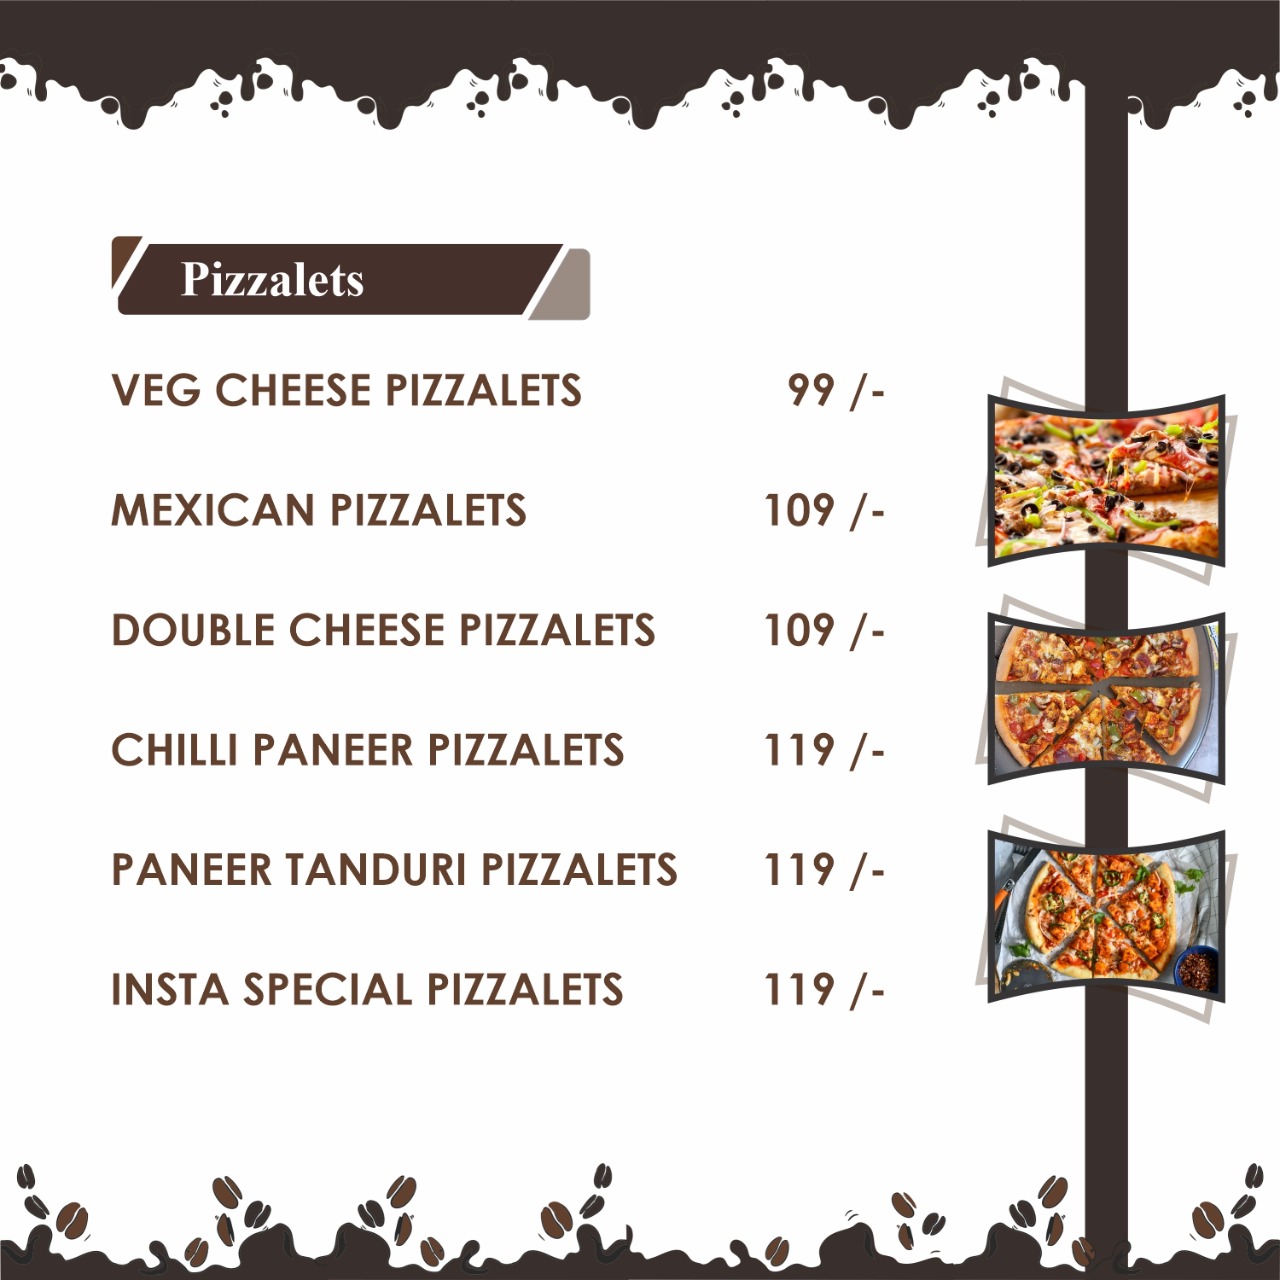 Pizzalets
VEG CHEESE PIZZALETS 99 /-
MEXICAN PIZZALETS 109 /-
DOUBLE CHEESE PIZZALETS 109 /-
CHILLI PANEER PIZZALETS 119 /-
PANEER TANDURI PIZZALETS 119 /-
INSTA SPECIAL PIZZALETS 119 /-